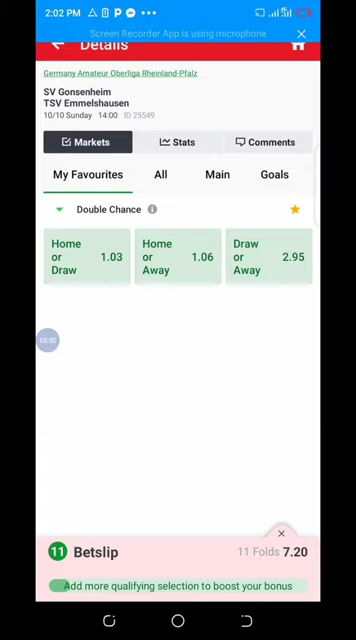 2:02 PM
Screen Recorder App is using microphone
Details
Germany Amateur Oberliga Rheinland-Pfalz
SV Gonsenheim
TSV Emmelshausen
10/10 Sunday 14:00 ID 25549
Markets Stats Comments
My Favourites All Main Goals
Double Chance
Home or Draw 1.03
Home or Away 1.06
Draw or Away 2.95
11 Betslip 11 Folds 7.20
Add more qualifying selection to boost your bonus